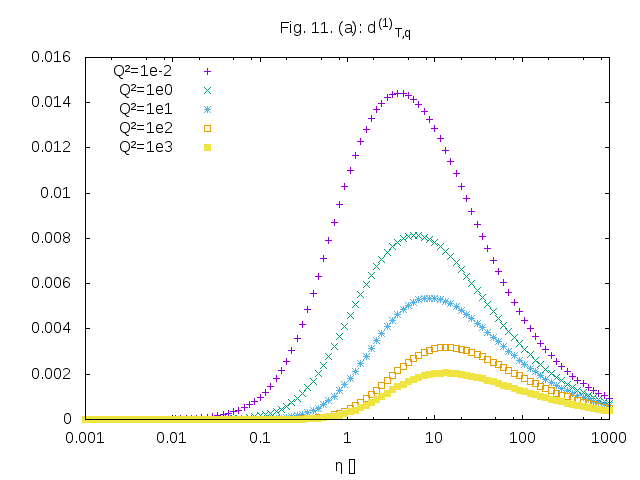 Fig. 11. (a): d^(1)_T,q
0.016
0.014
0.012
0.01
0.008
0.006
0.004
0.002
0
Q²=1e-2
Q²=1e0
Q²=1e1
Q²=1e2
Q²=1e3
0.001 0.01 0.1 1 10 100 1000
η []